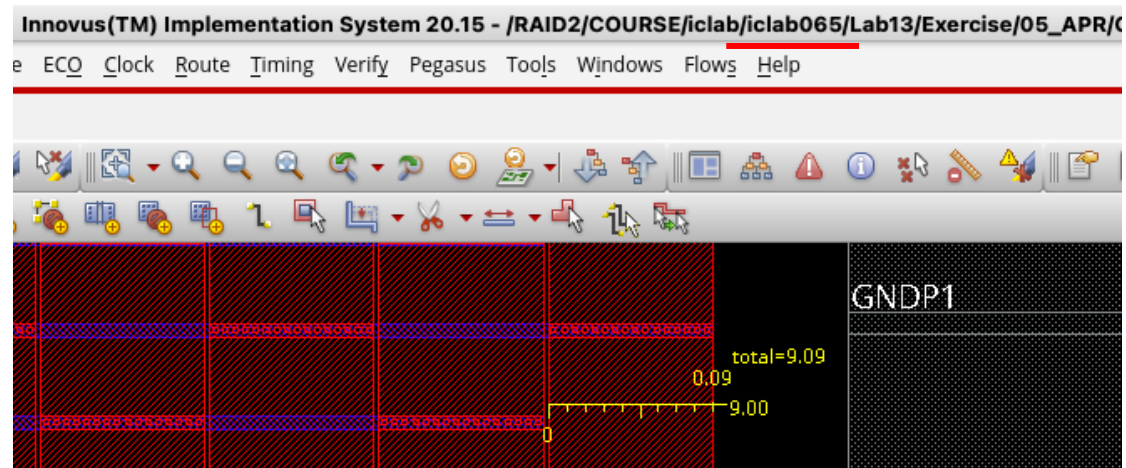 Innovus(TM) Implementation System 20.15 - /RAID2/COURSE/iclab/iclab065/Lab13/Exercise/05_APR/
e ECO Clock Route Timing Verify Pegasus Tools Windows Flows Help
GNDP1
total=9.09
0.09
9.00
0